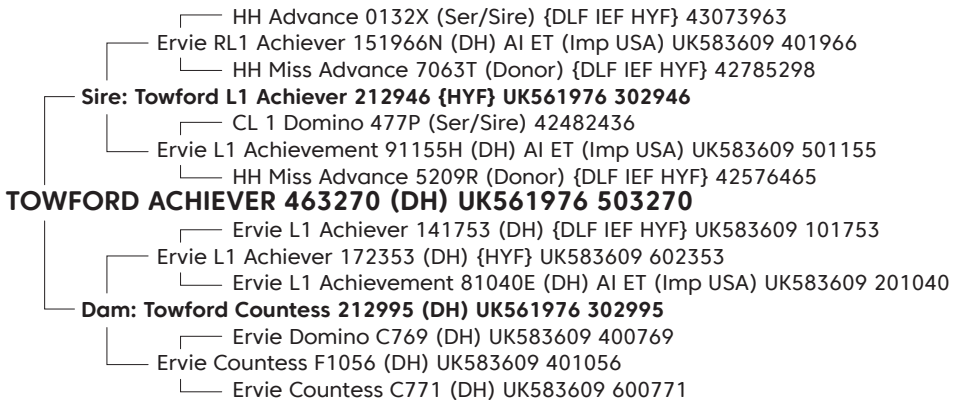 HH Advance 0132X (Ser/Sire) {DLF IEF HYF} 43073963
Ervie RL1 Achiever 151966N (DH) AI ET (Imp USA) UK583609 401966
HH Miss Advance 7063T (Donor) {DLF IEF HYF} 42785298
Sire: Towford L1 Achiever 212946 {HYF} UK561976 302946
CL 1 Domino 477P (Ser/Sire) 42482436
Ervie L1 Achievement 91155H (DH) AI ET (Imp USA) UK583609 501155
HH Miss Advance 5209R (Donor) {DLF IEF HYF} 42576465
TOWFORD ACHIEVER 463270 (DH) UK561976 503270
Ervie L1 Achiever 141753 (DH) {DLF IEF HYF} UK583609 101753
Ervie L1 Achiever 172353 (DH) {HYF} UK583609 602353
Ervie L1 Achievement 81040E (DH) AI ET (Imp USA) UK583609 201040
Dam: Towford Countess 212995 (DH) UK561976 302995
Ervie Domino C769 (DH) UK583609 400769
Ervie Countess F1056 (DH) UK583609 401056
Ervie Countess C771 (DH) UK583609 600771